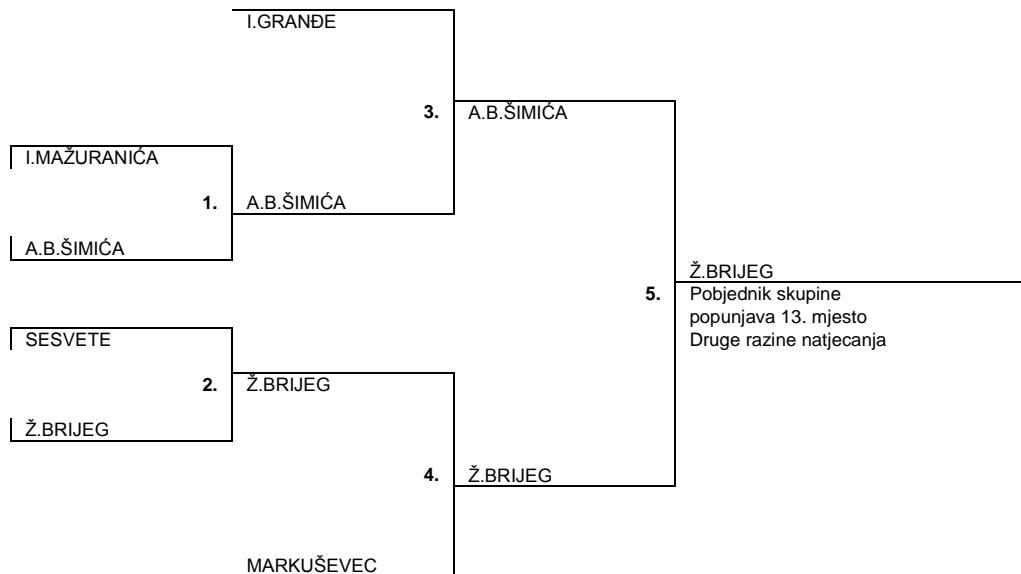 I.GRANĐE
3.
A.B.ŠIMIĆA
I.MAŽURANIĆA
1.
A.B.ŠIMIĆA
A.B.ŠIMIĆA
Ž.BRIJEG
5.
Pobjednik skupine
popunjava 13. mjesto
Druge razine natjecanja
SESVETE
2.
Ž.BRIJEG
Ž.BRIJEG
4.
Ž.BRIJEG
MARKUŠEVEC